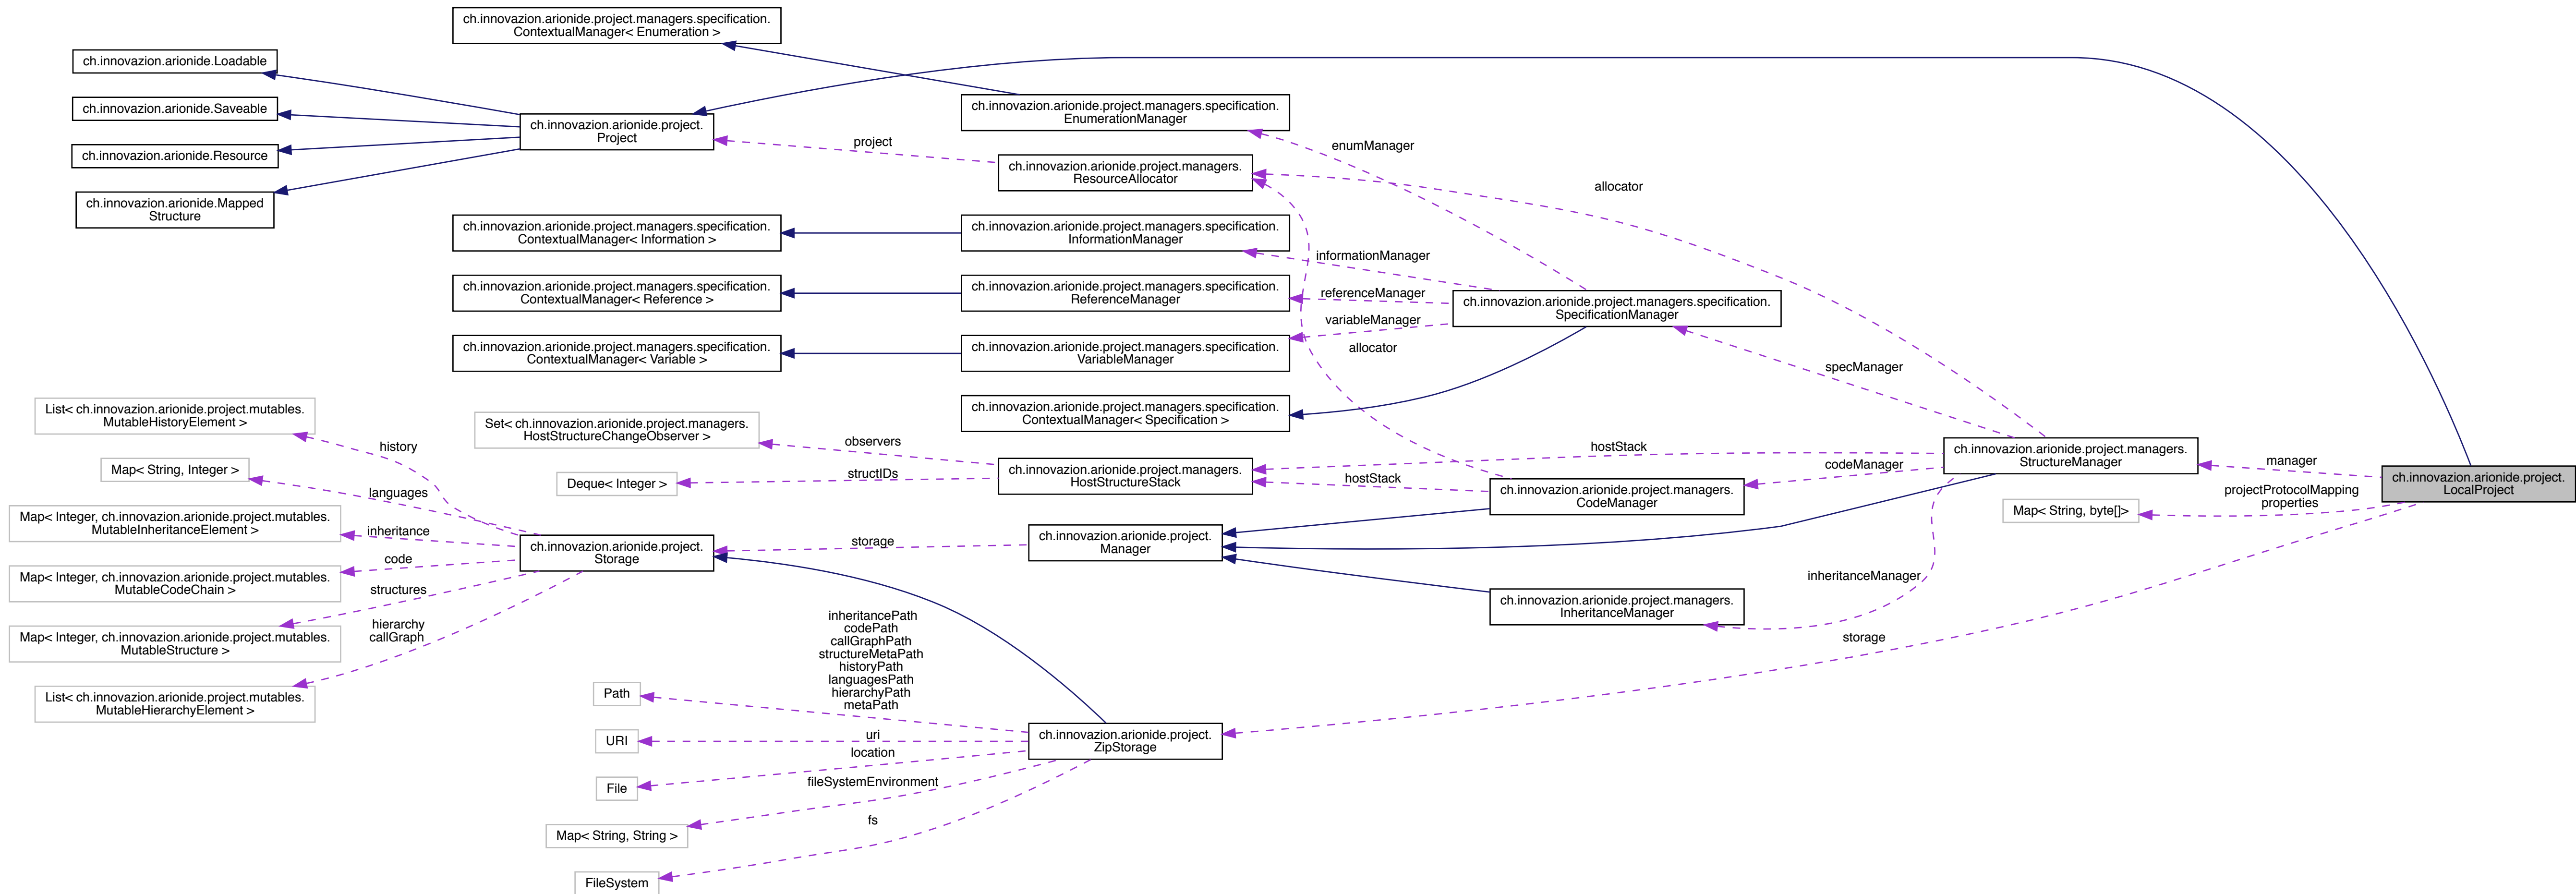 ch.innovazion.arionide.project.managers.specification.
ContextualManager< Enumeration >
ch.innovazion.arionide.Loadable
ch.innovazion.arionide.Saveable
ch.innovazion.arionide.Resource
ch.innovazion.arionide.Mapped
Structure
ch.innovazion.arionide.project.
Project
project
ch.innovazion.arionide.project.managers.specification.
EnumerationManager
ch.innovazion.arionide.project.managers.
ResourceAllocator
enumManager
allocator
ch.innovazion.arionide.project.managers.specification.
ContextualManager< Information >
ch.innovazion.arionide.project.managers.specification.
InformationManager
informationManager
ch.innovazion.arionide.project.managers.specification.
ContextualManager< Reference >
ch.innovazion.arionide.project.managers.specification.
ReferenceManager
referenceManager
ch.innovazion.arionide.project.managers.specification.
SpecificationManager
variableManager
ch.innovazion.arionide.project.managers.specification.
ContextualManager< Variable >
ch.innovazion.arionide.project.managers.specification.
VariableManager
allocator
specManager
ch.innovazion.arionide.project.managers.specification.
ContextualManager< Specification >
List< ch.innovazion.arionide.project.mutables.
MutableHistoryElement >
history
Set< ch.innovazion.arionide.project.managers.
HostStructureChangeObserver >
observers
Map< String, Integer >
languages
Deque< Integer >
structIDs
ch.innovazion.arionide.project.managers.
HostStructureStack
hostStack
hostStack
codeManager
ch.innovazion.arionide.project.managers.
StructureManager
manager
ch.innovazion.arionide.project.
LocalProject
projectProtocolMapping
properties
Map< String, byte[]>
ch.innovazion.arionide.project.managers.
CodeManager
Map< Integer, ch.innovazion.arionide.project.mutables.
MutableInheritanceElement >
inheritance
ch.innovazion.arionide.project.
Storage
storage
ch.innovazion.arionide.project.
Manager
Map< Integer, ch.innovazion.arionide.project.mutables.
MutableCodeChain >
code
structures
inheritanceManager
ch.innovazion.arionide.project.managers.
InheritanceManager
Map< Integer, ch.innovazion.arionide.project.mutables.
MutableStructure >
hierarchy
callGraph
storage
List< ch.innovazion.arionide.project.mutables.
MutableHierarchyElement >
inheritancePath
codePath
callGraphPath
structureMetaPath
historyPath
languagesPath
hierarchyPath
metaPath
Path
URI
uri
location
ch.innovazion.arionide.project.
ZipStorage
File
fileSystemEnvironment
Map< String, String >
fs
FileSystem